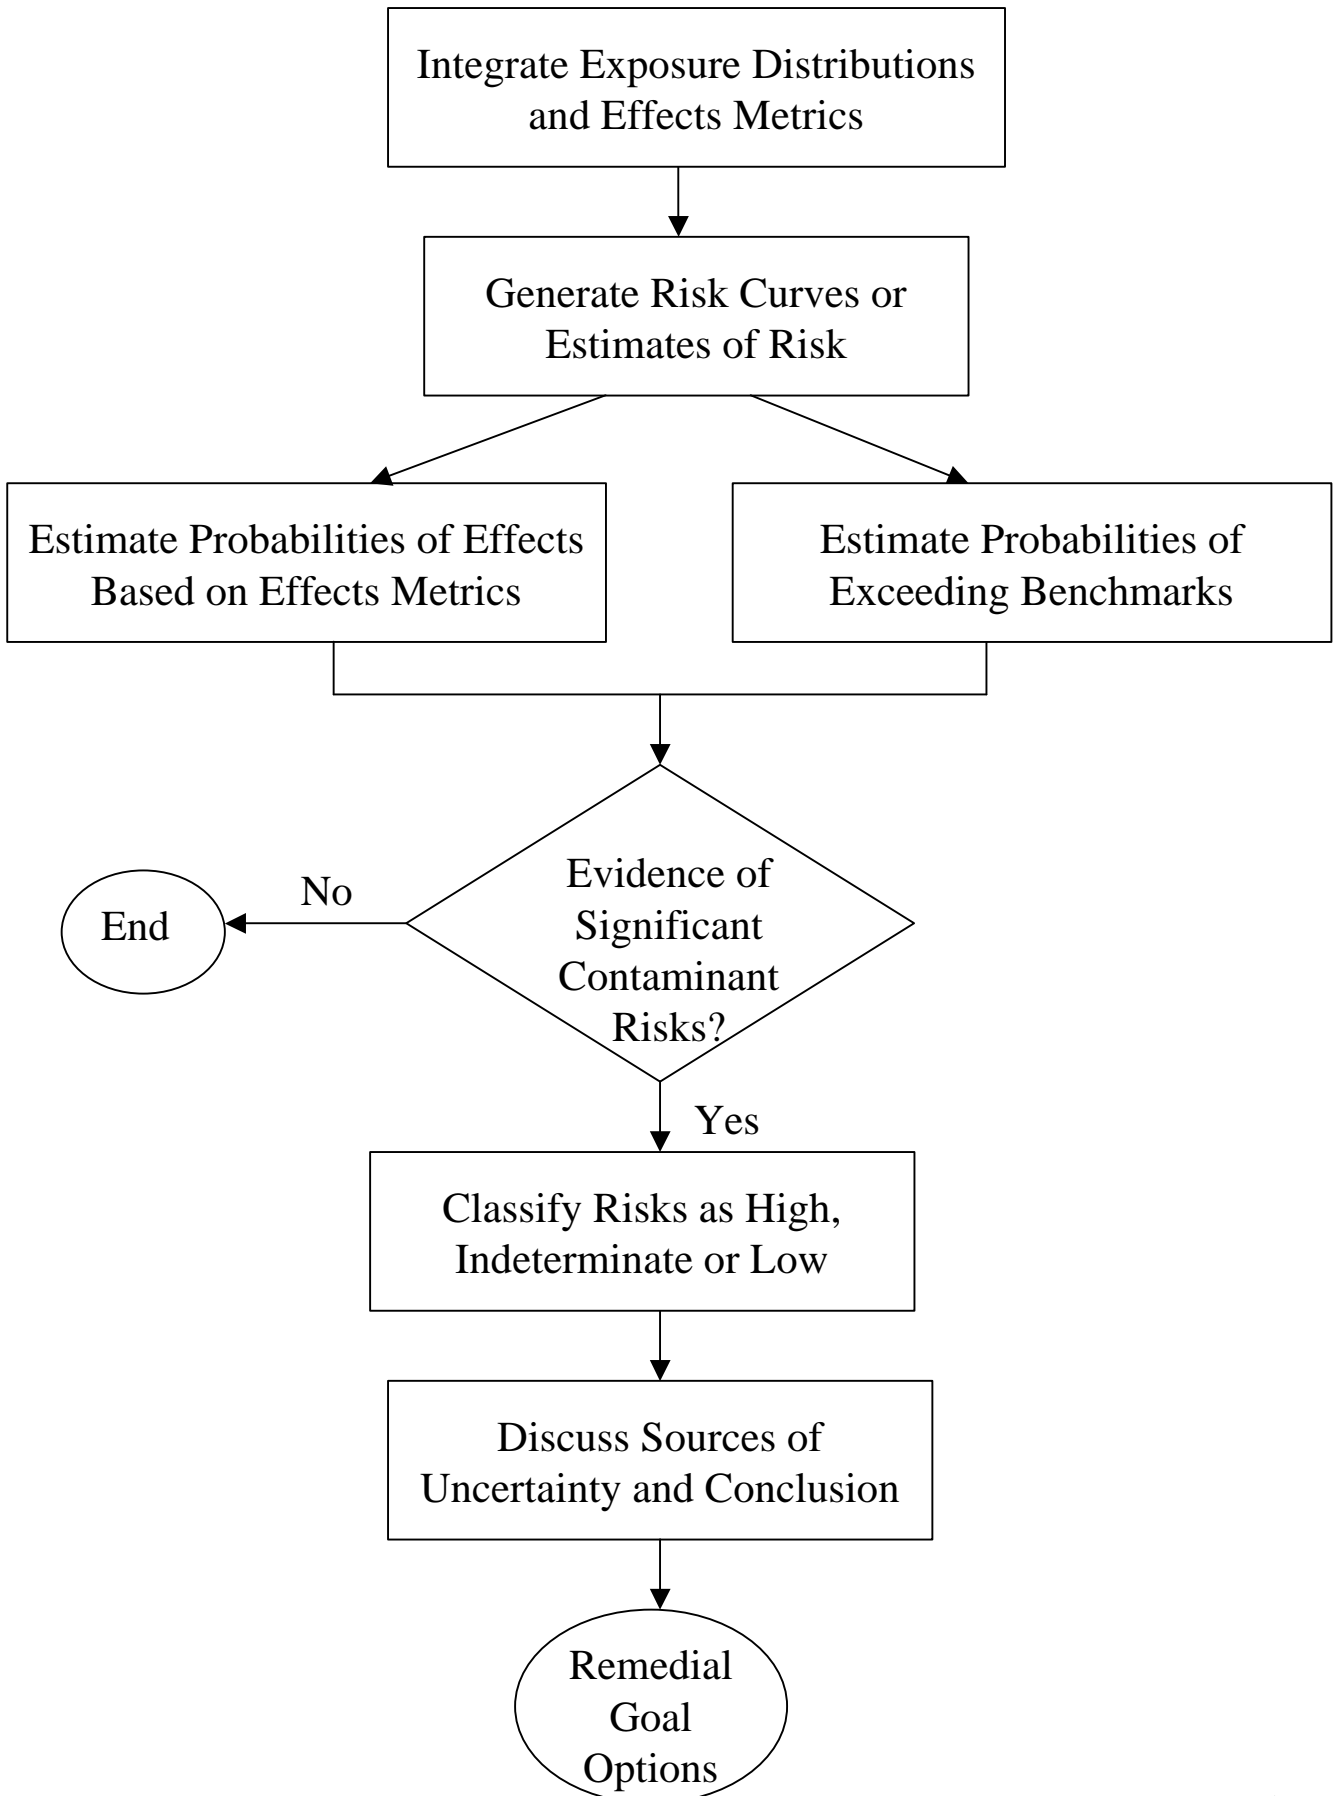 Integrate Exposure Distributions
and Effects Metrics
Generate Risk Curves or
Estimates of Risk
Estimate Probabilities of Effects
Based on Effects Metrics
Estimate Probabilities of
Exceeding Benchmarks
Evidence of
Significant
Contaminant
Risks?
No
End
Yes
Classify Risks as High,
Indeterminate or Low
Discuss Sources of
Uncertainty and Conclusion
Remedial
Goal
Options